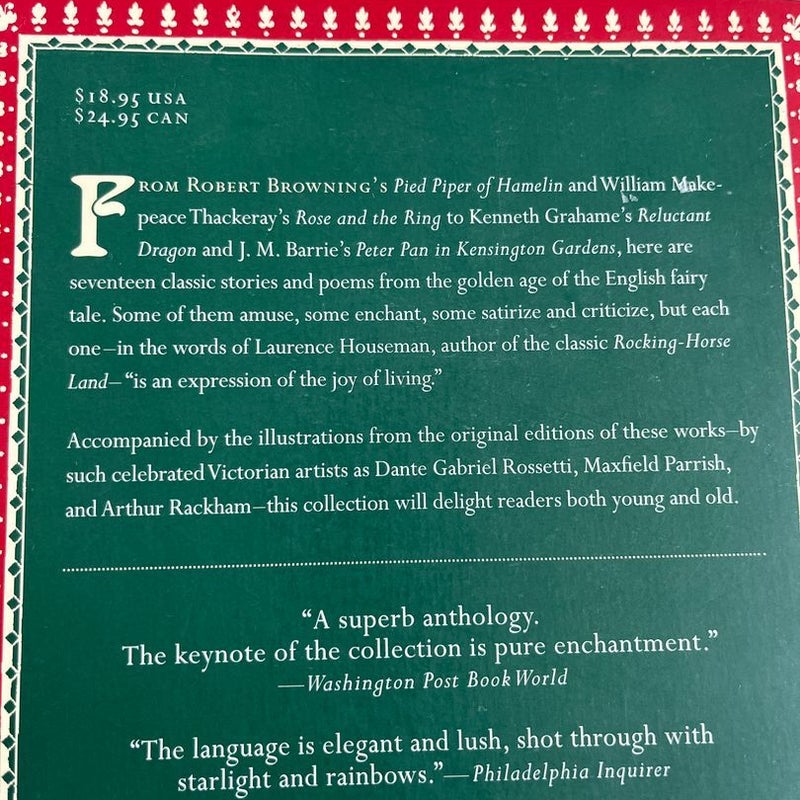 $18.95 USA
$24.95 CAN
From Robert Browning's Pied Piper of Hamelin and William Make-
peace Thackeray's Rose and the Ring to Kenneth Grahame's Reluctant
Dragon and J. M. Barrie's Peter Pan in Kensington Gardens, here are
seventeen classic stories and poems from the golden age of the English fairy
tale. Some of them amuse, some enchant, some satirize and criticize, but each
one—in the words of Laurence Houseman, author of the classic Rocking-Horse
Land—“is an expression of the joy of living.”
Accompanied by the illustrations from the original editions of these works—by
such celebrated Victorian artists as Dante Gabriel Rossetti, Maxfield Parrish,
and Arthur Rackham—this collection will delight readers both young and old.
“A superb anthology.
The keynote of the collection is pure enchantment.”
—Washington Post Book World
“The language is elegant and lush, shot through with
starlight and rainbows.”—Philadelphia Inquirer